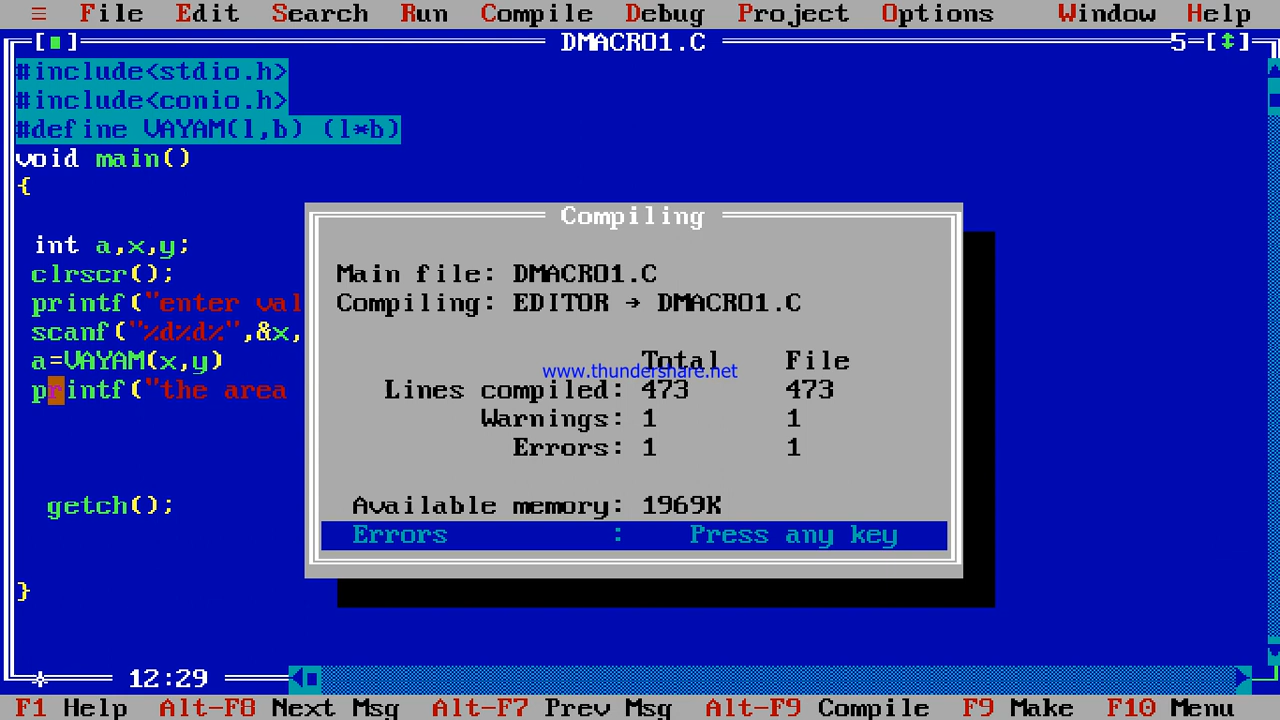 ≡ File Edit Search Run Compile Debug Project Options Window Help
[■] DMACRO1.C 5=[↕]
#include<stdio.h>
#include<conio.h>
#define VAYAM(l,b) (l*b)
void main()
{
int a,x,y;
clrscr();
printf("enter val
scanf("%d%d%",&x,
a=VAYAM(x,y)
printf("the area
getch();
}
Compiling
Main file: DMACRO1.C
Compiling: EDITOR → DMACRO1.C
Total File
www.thundershare.net
Lines compiled: 473 473
Warnings: 1 1
Errors: 1 1
Available memory: 1969K
Errors : Press any key
12:29
F1 Help Alt-F8 Next Msg Alt-F7 Prev Msg Alt-F9 Compile F9 Make F10 Menu